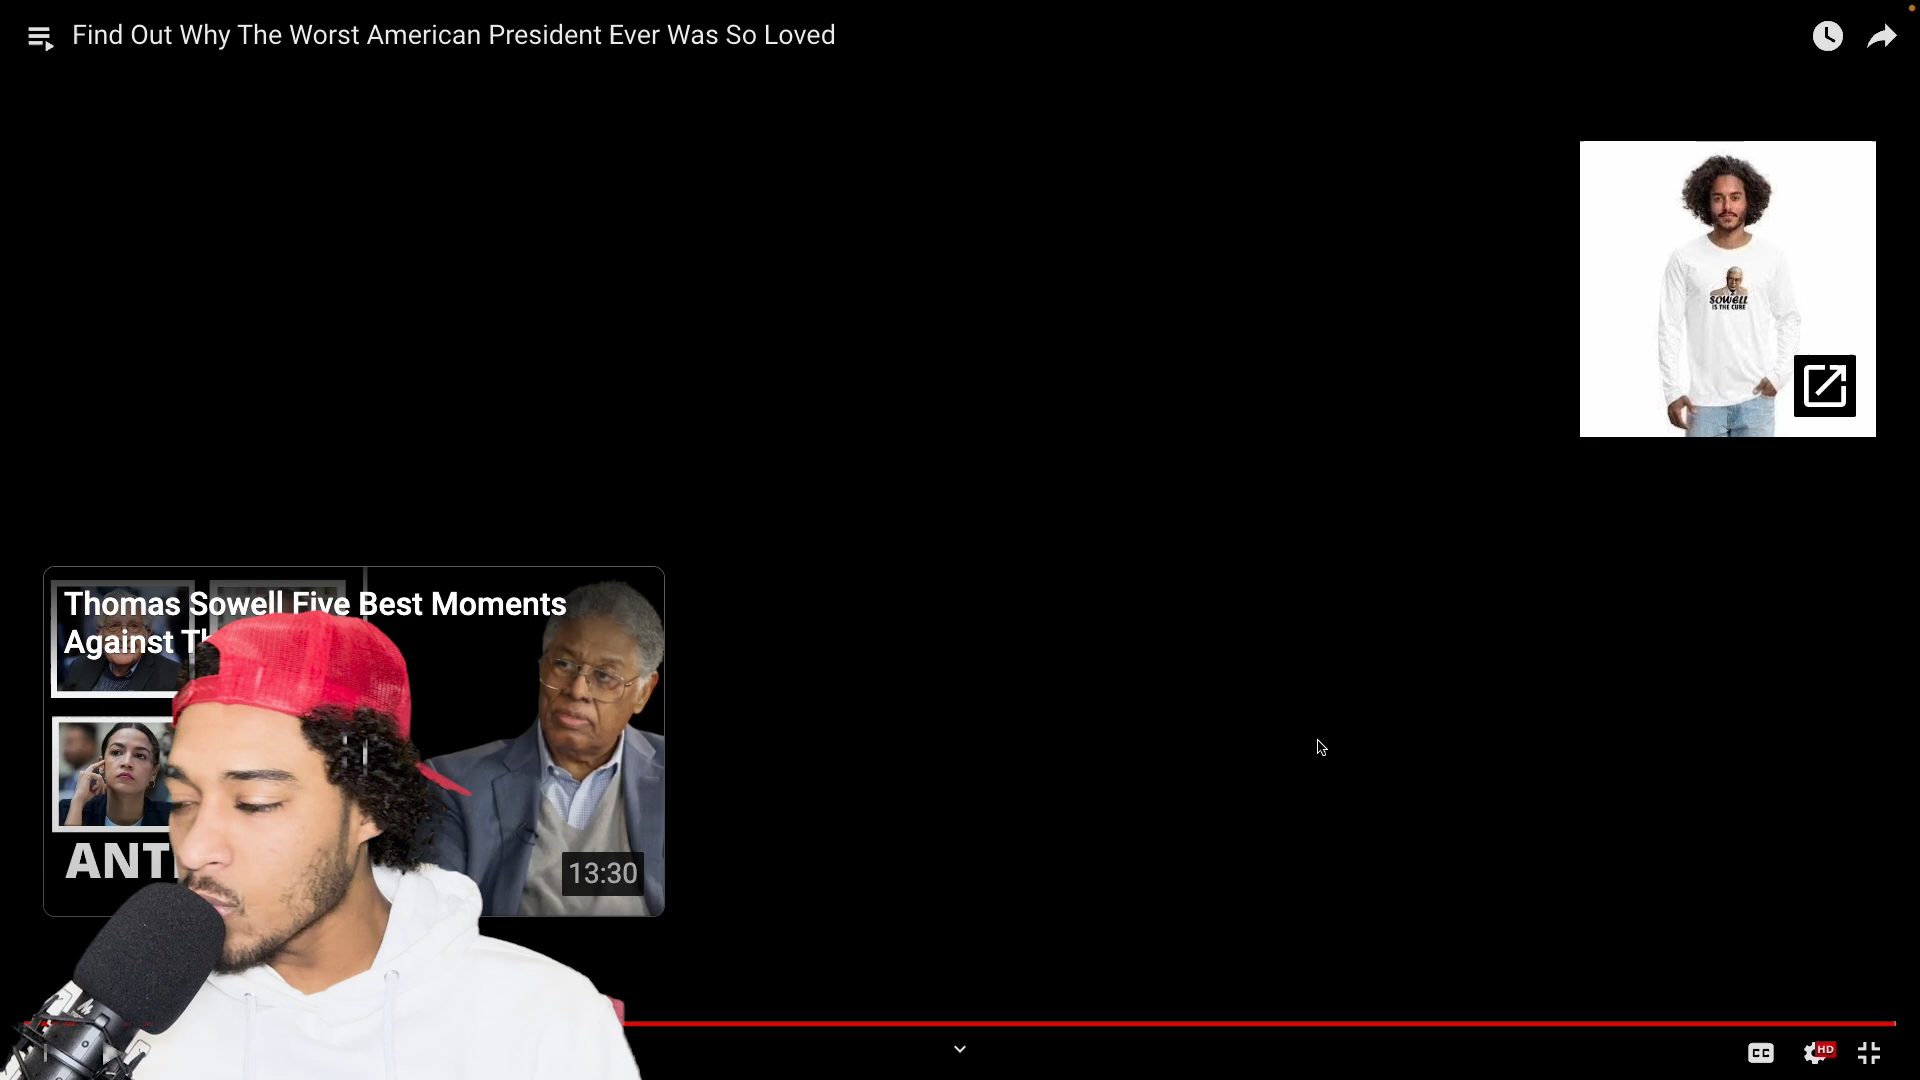 Find Out Why The Worst American President Ever Was So Loved
SOWELL
IS THE CURE
Thomas Sowell Five Best Moments
Against
13:30
CC
HD